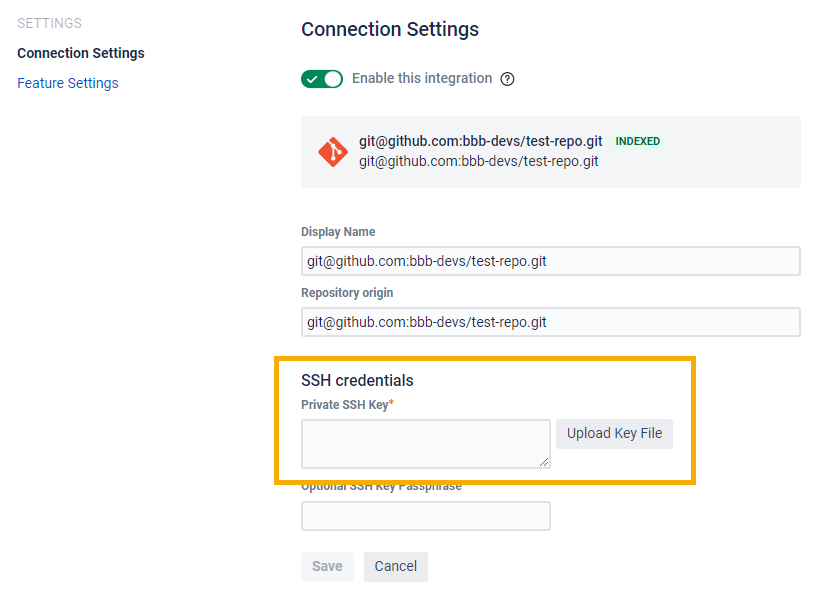 SETTINGS
Connection Settings
Feature Settings
Connection Settings
Enable this integration
git@github.com:bbb-devs/test-repo.git INDEXED
git@github.com:bbb-devs/test-repo.git
Display Name
git@github.com:bbb-devs/test-repo.git
Repository origin
git@github.com:bbb-devs/test-repo.git
SSH credentials
Private SSH Key*
Upload Key File
Optional SSH Key Passphrase
Save Cancel